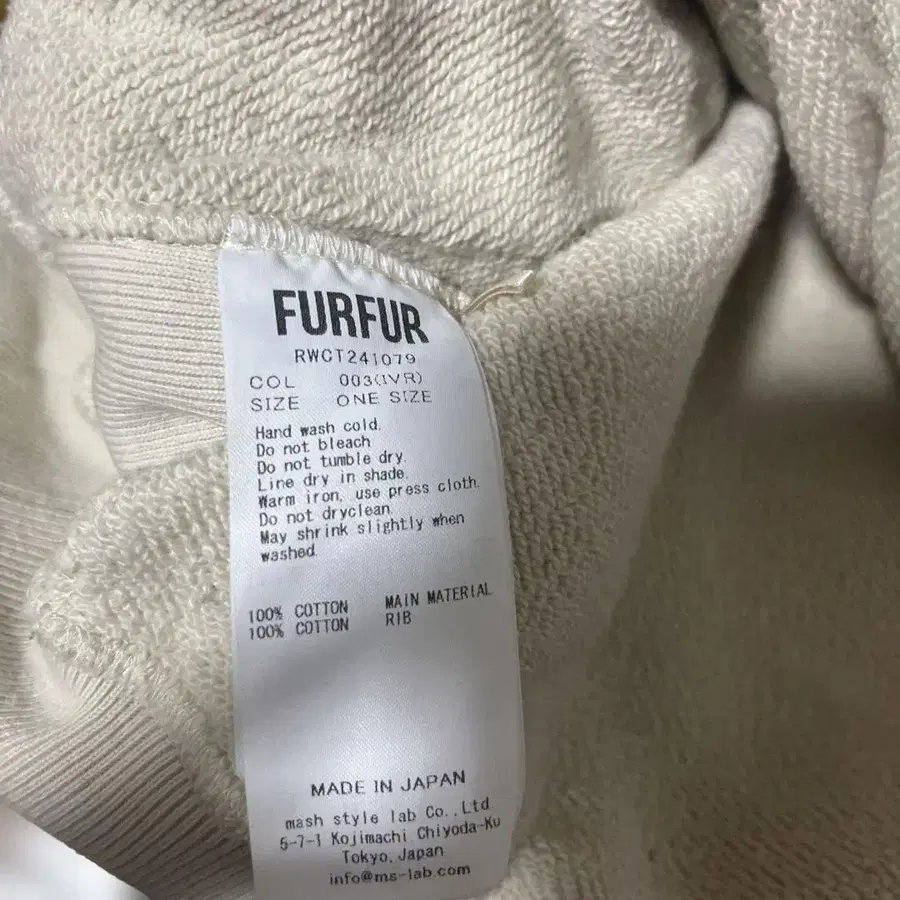 FURFUR
RWCT241079
COL 003(IVR)
SIZE ONE SIZE
Hand wash cold.
Do not bleach
Do not tumble dry.
Line dry in shade.
Warm iron, use press cloth.
Do not dryclean.
May shrink slightly when
washed.
100% COTTON MAIN MATERIAL
100% COTTON RIB
MADE IN JAPAN
mash style lab Co.,Ltd
5-7-1 Kojimachi Chiyoda-Ku
Tokyo,Japan
info@ms-lab.com